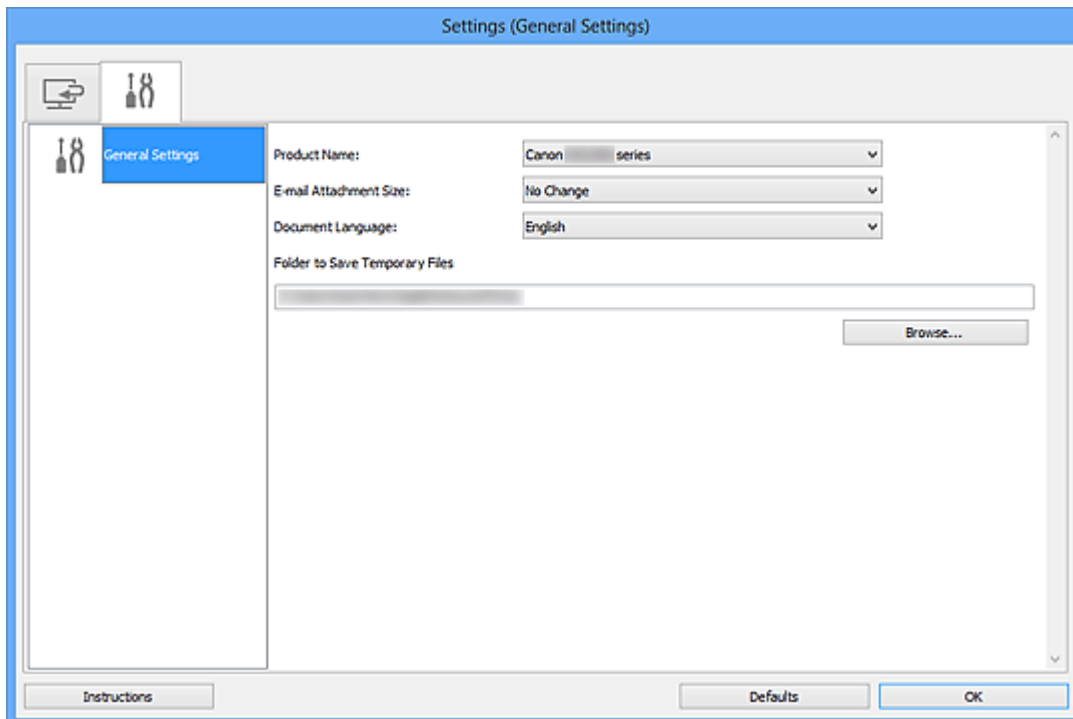 Settings (General Settings)
General Settings
Product Name:
Canon series
E-mail Attachment Size:
No Change
Document Language:
English
Folder to Save Temporary Files
Browse...
Instructions
Defaults
OK